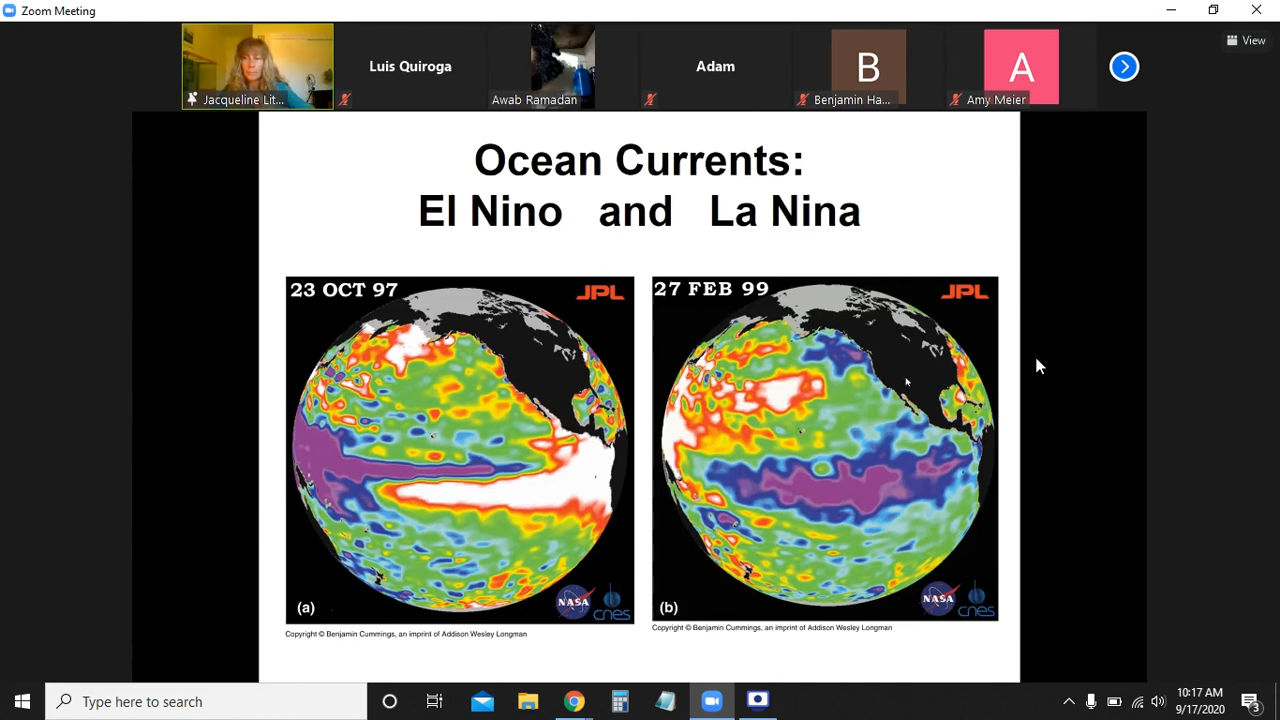 Zoom Meeting
View
Luis Quiroga
Adam
B
A
Jacqueline Lit...
Awab Ramadan
Benjamin Ha...
Amy Meier
Ocean Currents:
El Nino and La Nina
23 OCT 97
JPL
27 FEB 99
JPL
(a)
NASA
cnes
(b)
NASA
cnes
Copyright © Benjamin Cummings, an imprint of Addison Wesley Longman
Copyright © Benjamin Cummings, an imprint of Addison Wesley Longman
Type here to search
10:17 AM
9/17/2020
3